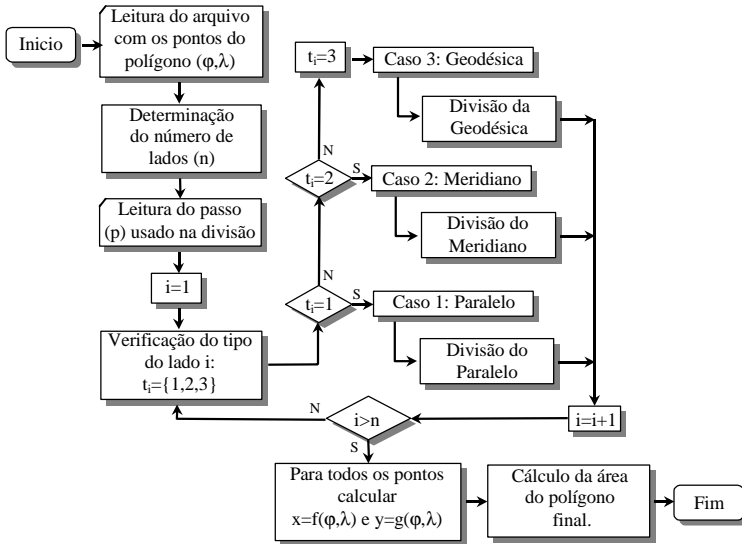 Inicio
Leitura do arquivo
com os pontos do
polígono (φ,λ)
Determinação
do número de
lados (n)
Leitura do passo
(p) usado na divisão
i=1
Verificação do tipo
do lado i:
tᵢ={1,2,3}
tᵢ=1
N
S
Caso 1: Paralelo
Divisão do
Paralelo
tᵢ=2
N
S
Caso 2: Meridiano
Divisão do
Meridiano
tᵢ=3
Caso 3: Geodésica
Divisão da
Geodésica
i=i+1
i>n
N
S
Para todos os pontos
calcular
x=f(φ,λ) e y=g(φ,λ)
Cálculo da área
do polígono
final.
Fim